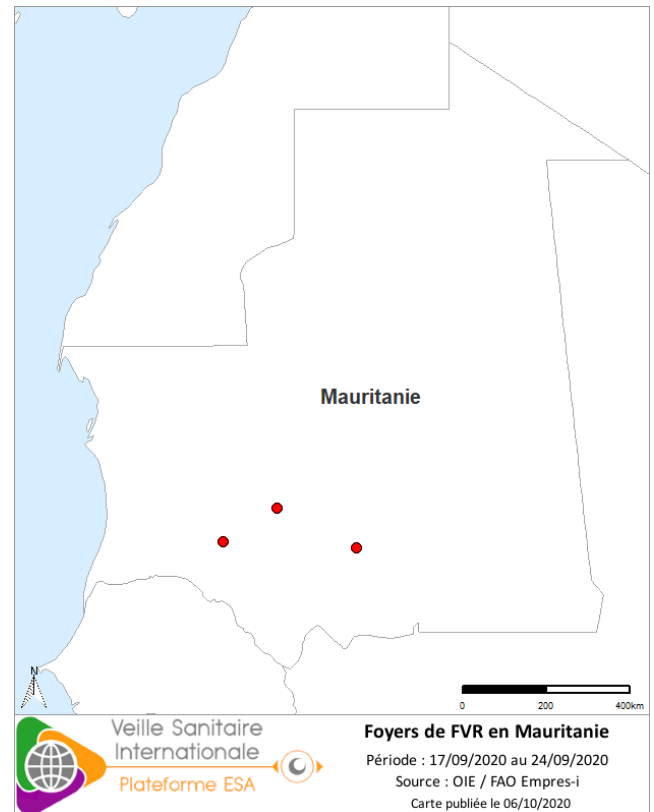 Mauritanie
N
0 200 400km
Veille Sanitaire
Internationale
Plateforme ESA
Foyers de FVR en Mauritanie
Période : 17/09/2020 au 24/09/2020
Source : OIE / FAO Empres-i
Carte publiée le 06/10/2020